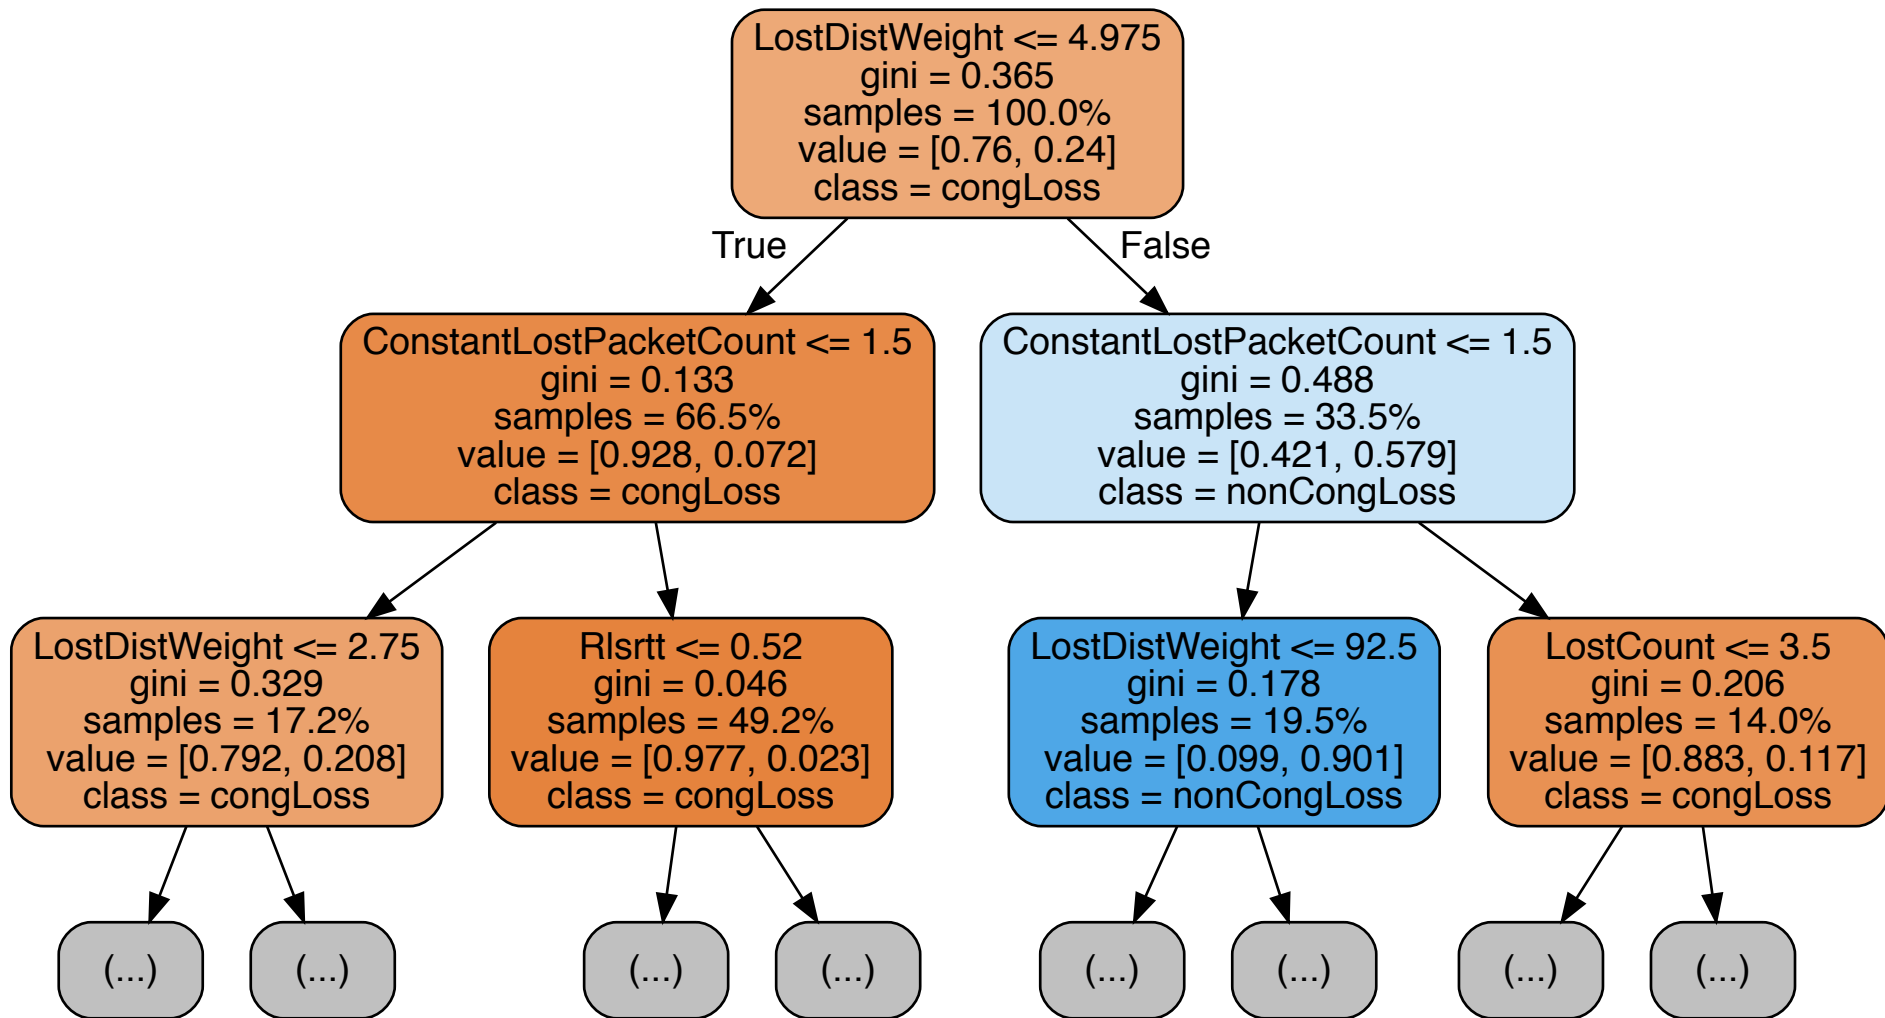 LostDistWeight <= 4.975
gini = 0.365
samples = 100.0%
value = [0.76, 0.24]
class = congLoss
True
False
ConstantLostPacketCount <= 1.5
gini = 0.133
samples = 66.5%
value = [0.928, 0.072]
class = congLoss
ConstantLostPacketCount <= 1.5
gini = 0.488
samples = 33.5%
value = [0.421, 0.579]
class = nonCongLoss
LostDistWeight <= 2.75
gini = 0.329
samples = 17.2%
value = [0.792, 0.208]
class = congLoss
Rlsrtt <= 0.52
gini = 0.046
samples = 49.2%
value = [0.977, 0.023]
class = congLoss
LostDistWeight <= 92.5
gini = 0.178
samples = 19.5%
value = [0.099, 0.901]
class = nonCongLoss
LostCount <= 3.5
gini = 0.206
samples = 14.0%
value = [0.883, 0.117]
class = congLoss
(...)
(...)
(...)
(...)
(...)
(...)
(...)
(...)